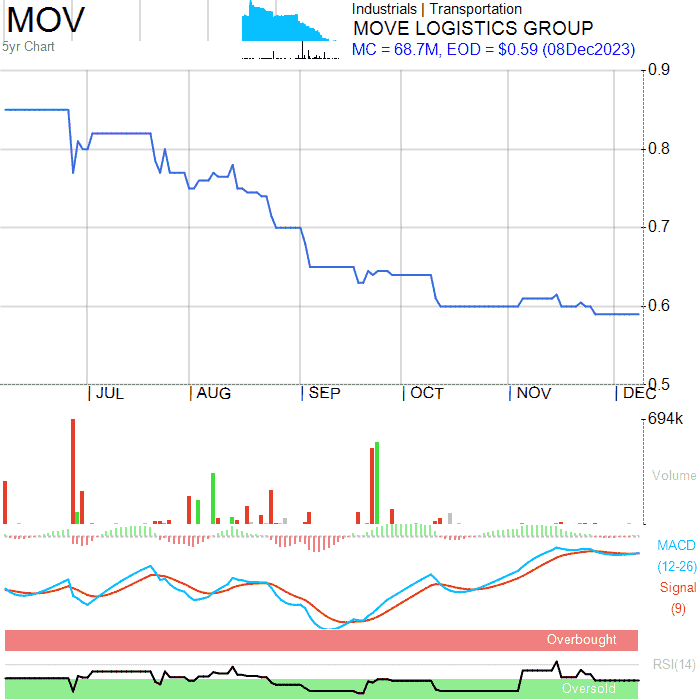 MOV
5yr Chart
Industrials | Transportation
MOVE LOGISTICS GROUP
MC = 68.7M, EOD = $0.59 (08Dec2023)
0.9
0.8
0.7
0.6
0.5
JUL
AUG
SEP
OCT
NOV
DEC
694k
Volume
MACD
(12-26)
Signal
(9)
Overbought
RSI(14)
Oversold